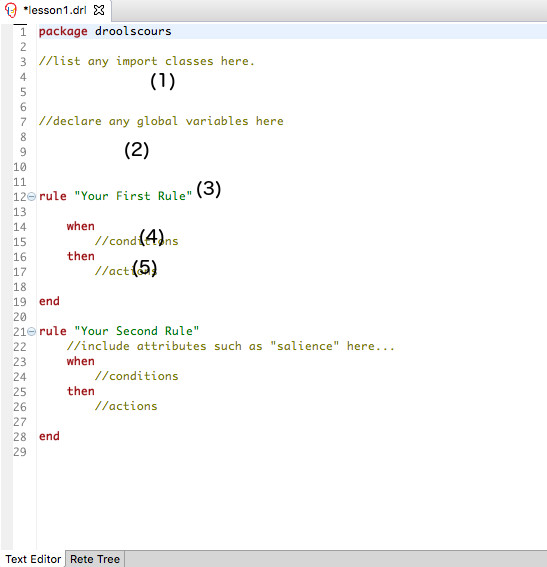 *lesson1.drl
1 package droolscours
2
3 //list any import classes here.
4 (1)
5
6
7 //declare any global variables here
8
9 (2)
10
11
12 rule "Your First Rule" (3)
13
14 when
15 //conditions (4)
16 then
17 //actions (5)
18
19 end
20
21 rule "Your Second Rule"
22 //include attributes such as "salience" here...
23 when
24 //conditions
25 then
26 //actions
27
28 end
29
Text Editor Rete Tree